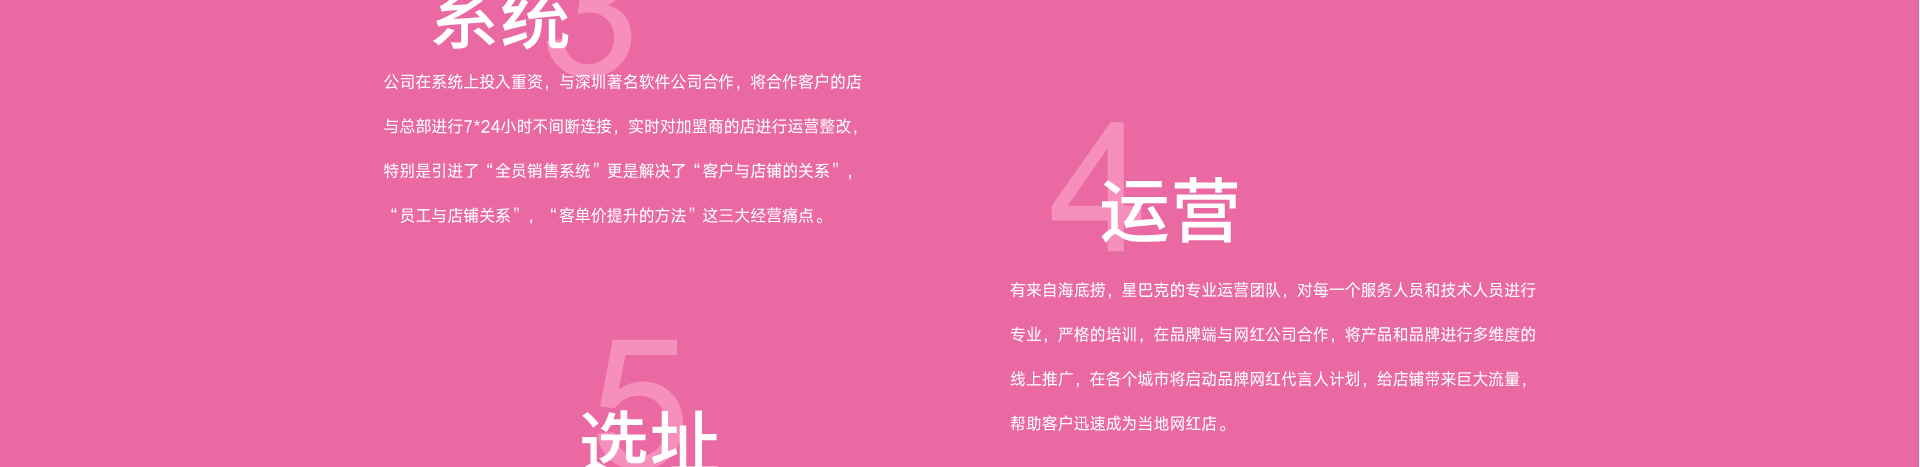 3
系统
公司在系统上投入重资，与深圳著名软件公司合作，将合作客户的店
与总部进行7*24小时不间断连接，实时对加盟商的店进行运营整改，
特别是引进了“全员销售系统”更是解决了“客户与店铺的关系”，
“员工与店铺关系”，“客单价提升的方法”这三大经营痛点。
4
运营
有来自海底捞，星巴克的专业运营团队，对每一个服务人员和技术人员进行
专业，严格的培训，在品牌端与网红公司合作，将产品和品牌进行多维度的
线上推广，在各个城市将启动品牌网红代言人计划，给店铺带来巨大流量，
帮助客户迅速成为当地网红店。
5
选址